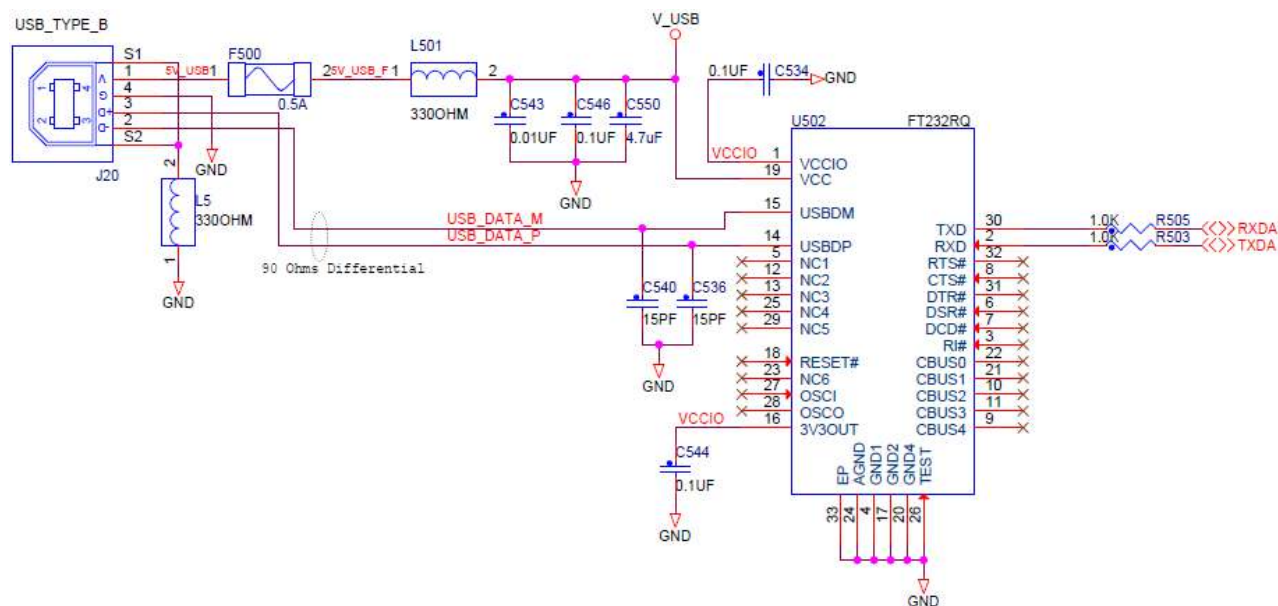 USB_TYPE_B
S1
1
4
3
2
S2
V
G
D+
D-
1
4
2
3
J20
5V_USB
1
F500
0.5A
2
5V_USB_F
1
L501
330OHM
2
V_USB
C543
0.01UF
C546
0.1UF
C550
4.7uF
GND
0.1UF
C534
GND
GND
2
L5
330OHM
1
GND
USB_DATA_M
USB_DATA_P
90 Ohms Differential
C540
15PF
C536
15PF
GND
U502
FT232RQ
VCCIO
1
VCCIO
19
VCC
15
USBDM
14
USBDP
5
NC1
12
NC2
13
NC3
25
NC4
29
NC5
18
RESET#
23
NC6
27
OSCI
28
OSCO
VCCIO
16
3V3OUT
C544
0.1UF
GND
TXD
30
1.0K
R505
RXDA
RXD
2
1.0K
R503
TXDA
RTS#
32
CTS#
8
DTR#
31
DSR#
6
DCD#
7
RI#
3
CBUS0
22
CBUS1
21
CBUS2
10
CBUS3
11
CBUS4
9
EP
AGND
GND1
GND2
GND4
TEST
33
24
4
17
20
26
GND